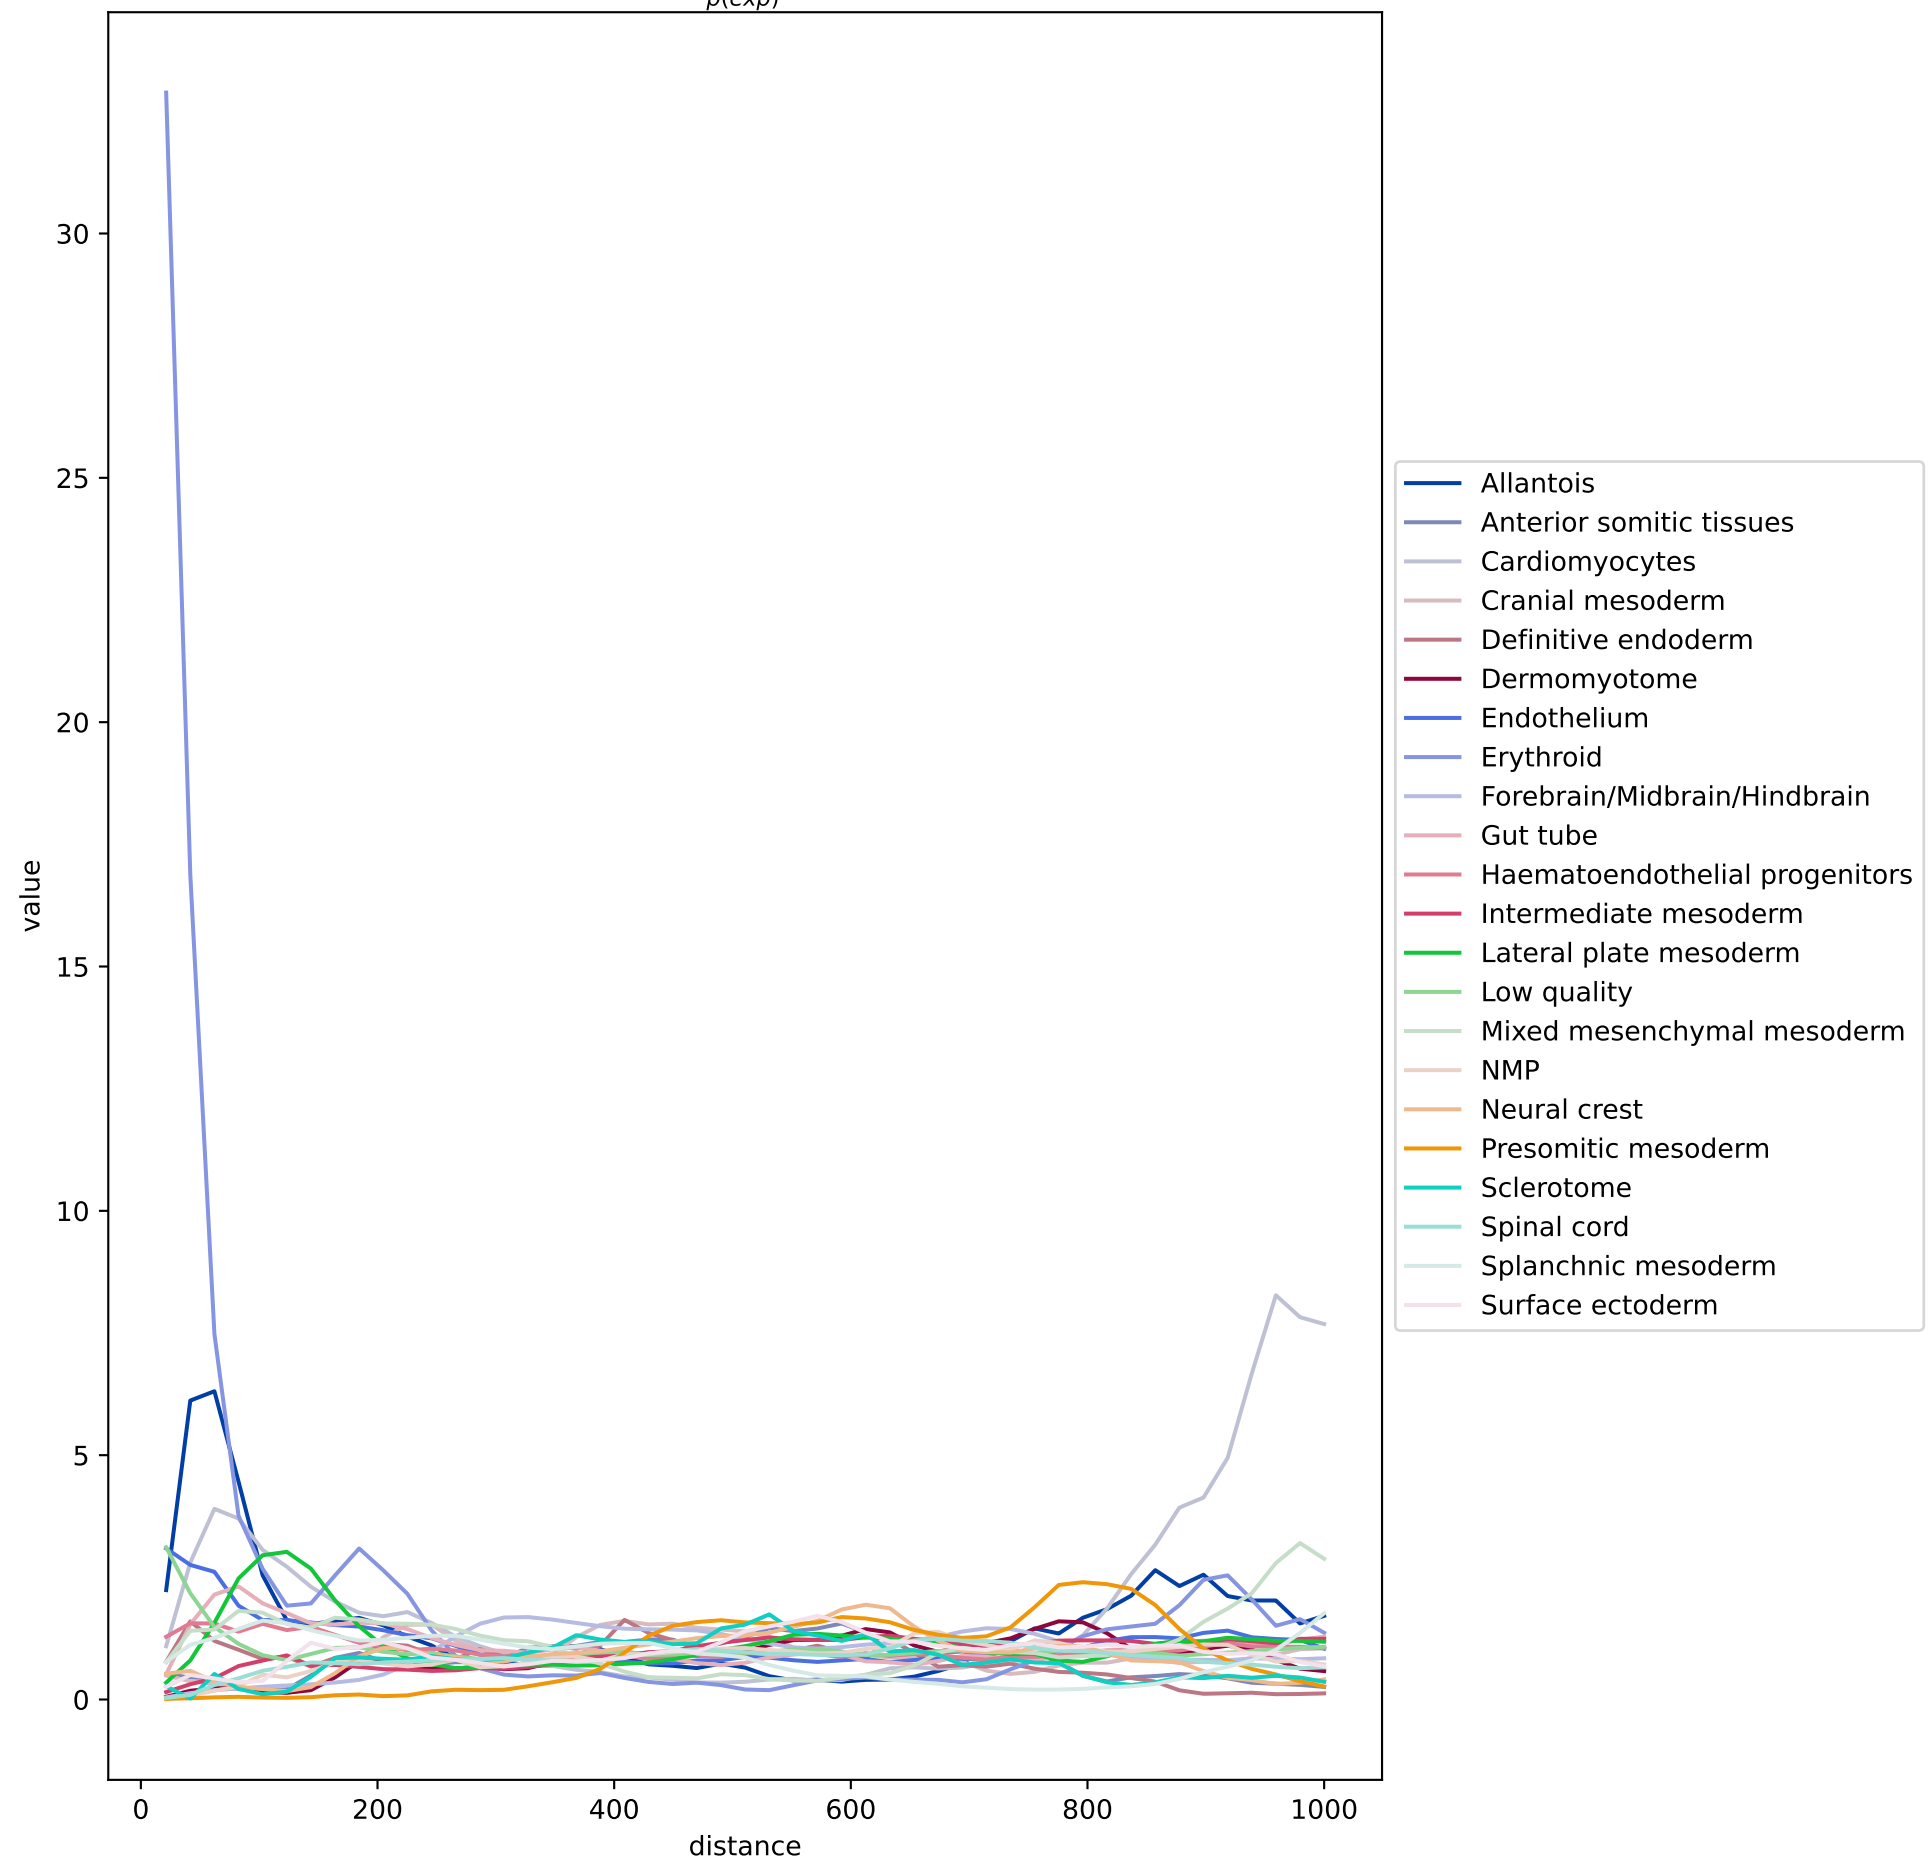 p(exp)
30
25
20
15
10
5
0
value
0 200 400 600 800 1000
distance
Allantois
Anterior somitic tissues
Cardiomyocytes
Cranial mesoderm
Definitive endoderm
Dermomyotome
Endothelium
Erythroid
Forebrain/Midbrain/Hindbrain
Gut tube
Haematoendothelial progenitors
Intermediate mesoderm
Lateral plate mesoderm
Low quality
Mixed mesenchymal mesoderm
NMP
Neural crest
Presomitic mesoderm
Sclerotome
Spinal cord
Splanchnic mesoderm
Surface ectoderm